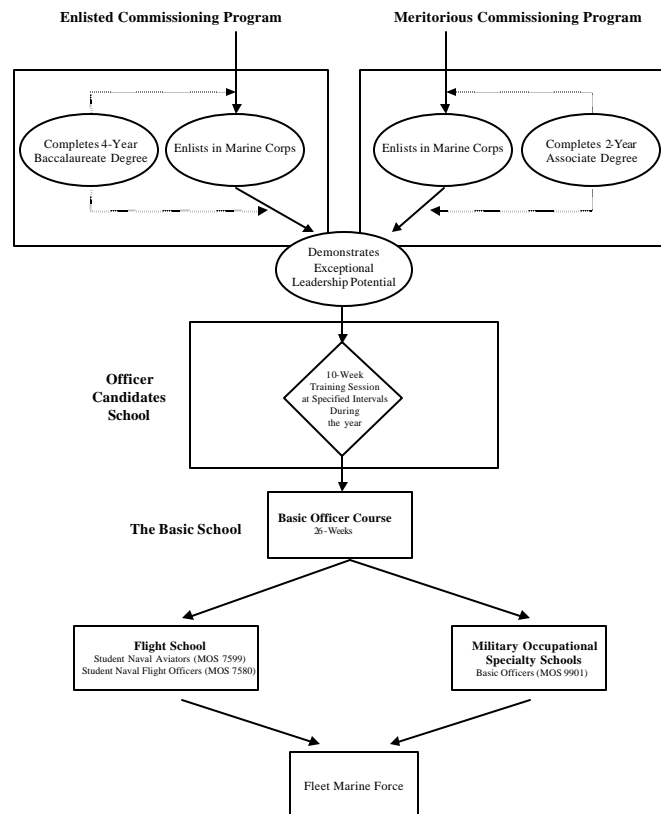 Enlisted Commissioning Program
Meritorious Commissioning Program
Completes 4-Year
Baccalaureate Degree
Enlists in Marine Corps
Enlists in Marine Corps
Completes 2-Year
Associate Degree
Demonstrates
Exceptional
Leadership Potential
Officer
Candidates
School
10-Week
Training Session
at Specified Intervals
During
the year
The Basic School
Basic Officer Course
26-Weeks
Flight School
Student Naval Aviators (MOS 7599)
Student Naval Flight Officers (MOS 7580)
Military Occupational
Specialty Schools
Basic Officers (MOS 9901)
Fleet Marine Force